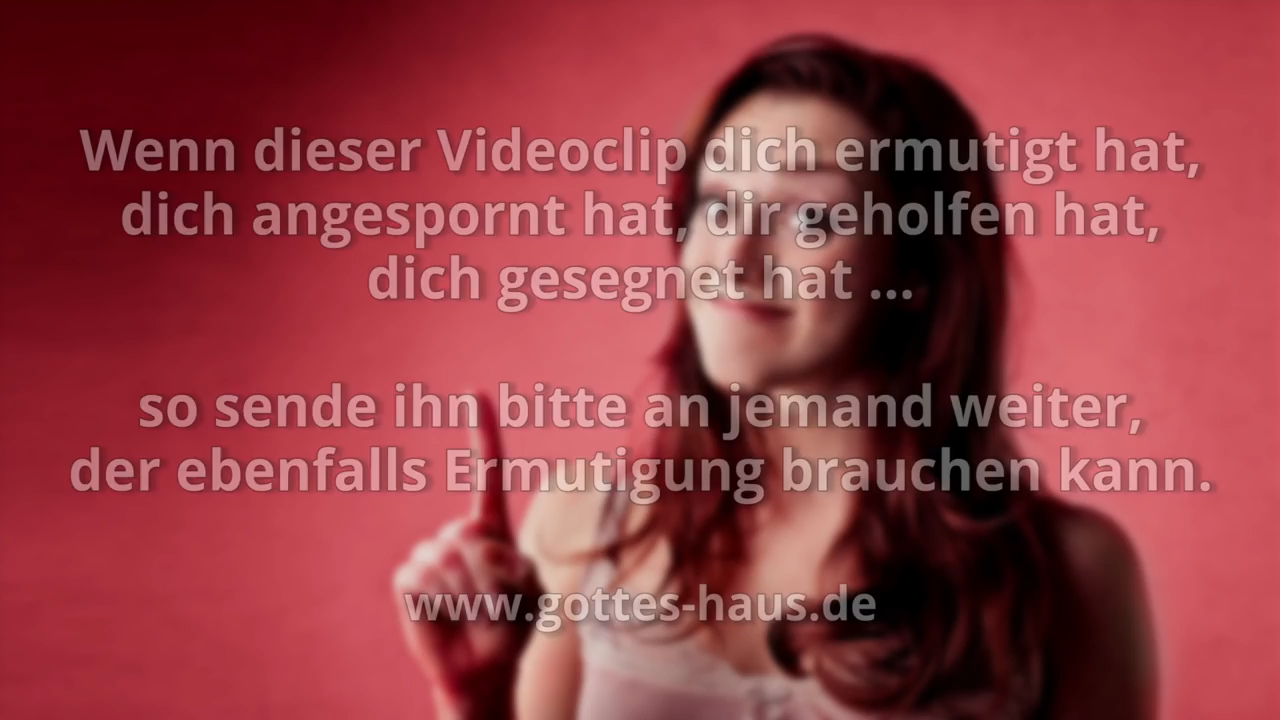 Wenn dieser Videoclip dich ermutigt hat,
dich angespornt hat, dir geholfen hat,
dich gesegnet hat ...
so sende ihn bitte an jemand weiter,
der ebenfalls Ermutigung brauchen kann.
www.gottes-haus.de